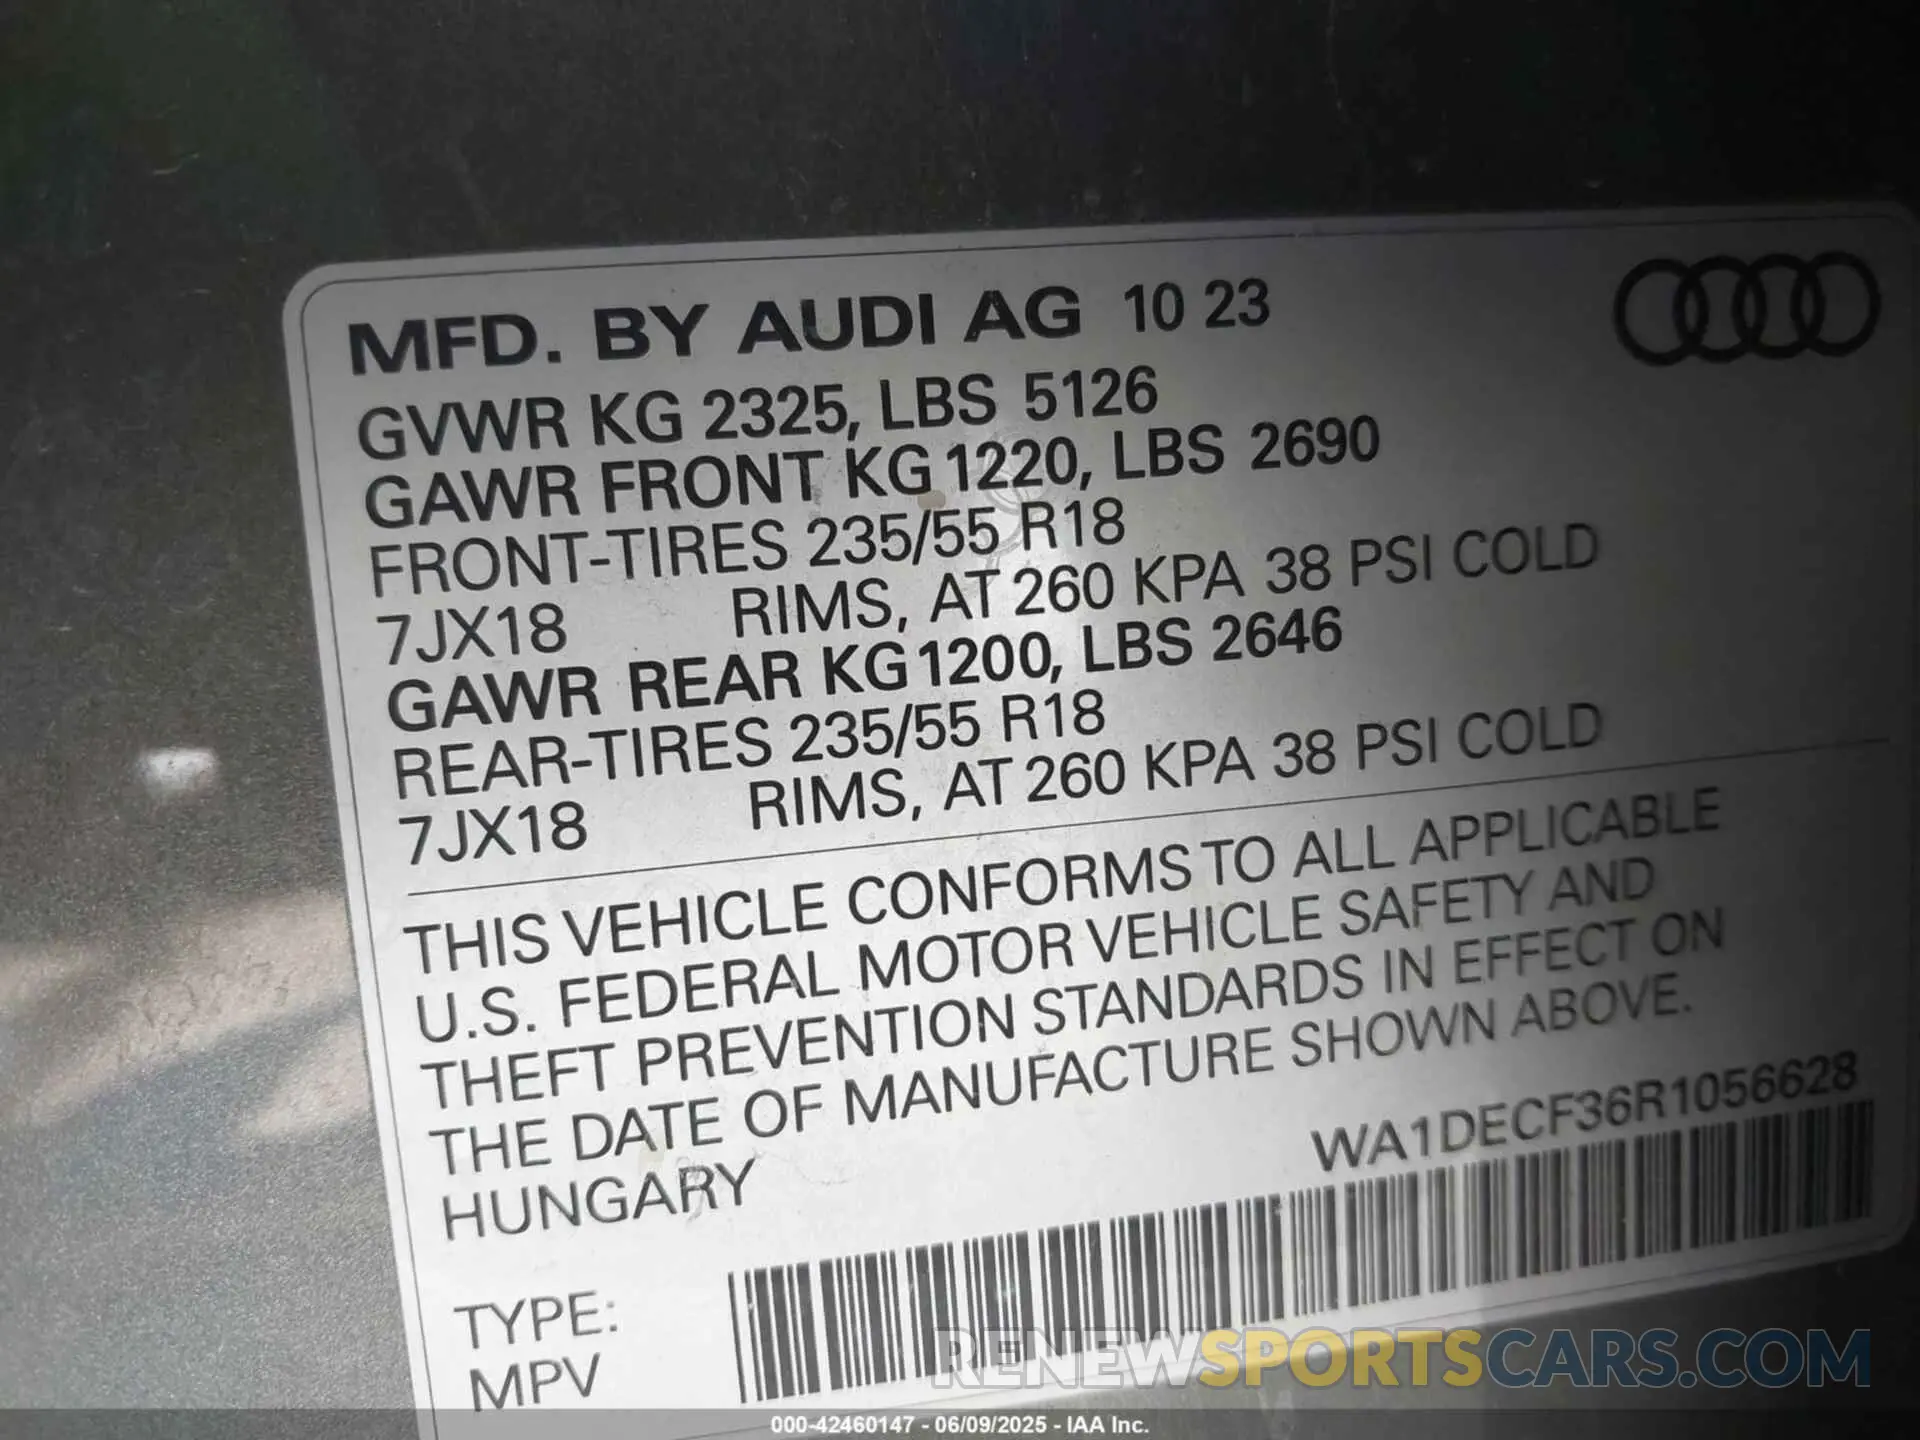 MFD. BY AUDI AG 10 23
GVWR KG 2325, LBS 5126
GAWR FRONT KG 1220, LBS 2690
FRONT-TIRES 235/55 R18
7JX18 RIMS, AT 260 KPA 38 PSI COLD
GAWR REAR KG 1200, LBS 2646
REAR-TIRES 235/55 R18
7JX18 RIMS, AT 260 KPA 38 PSI COLD
THIS VEHICLE CONFORMS TO ALL APPLICABLE
U.S. FEDERAL MOTOR VEHICLE SAFETY AND
THEFT PREVENTION STANDARDS IN EFFECT ON
THE DATE OF MANUFACTURE SHOWN ABOVE.
HUNGARY
WA1DECF36R1056628
TYPE:
MPV
RENEWSPORTSCARS.COM
000-42460147 - 06/09/2025 - IAA Inc.